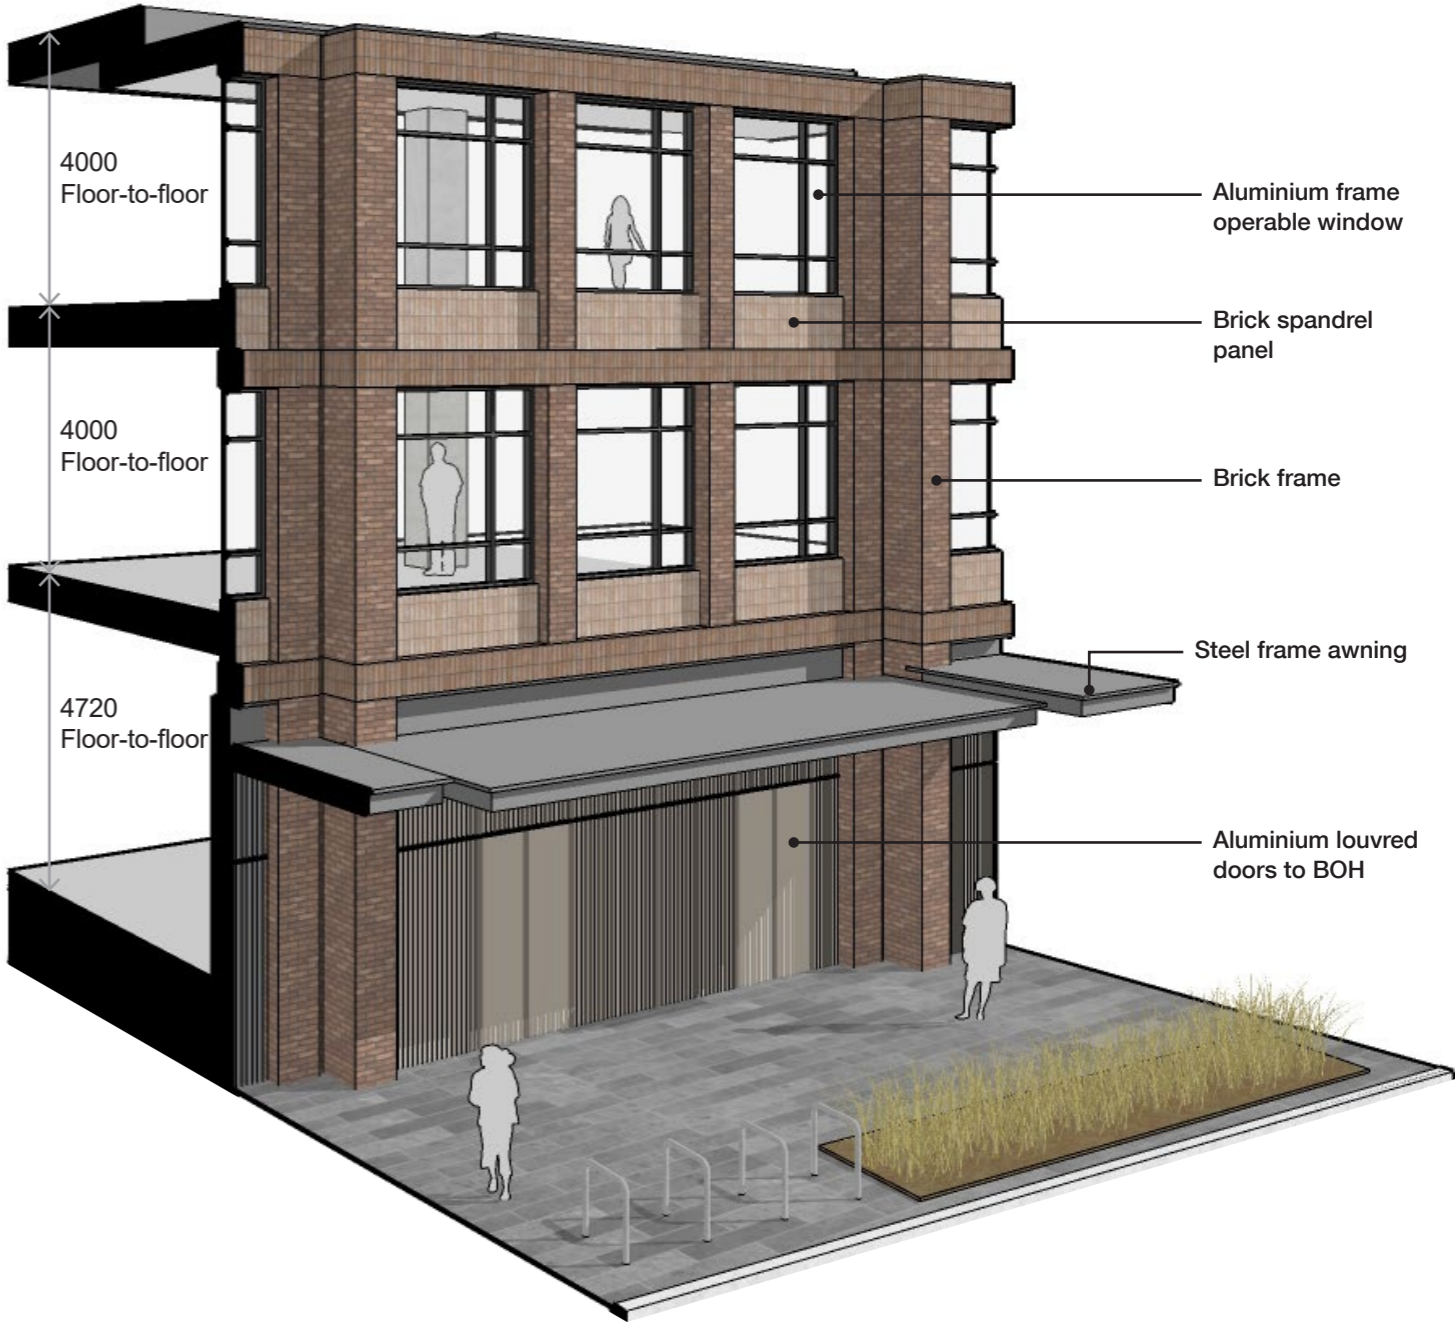 4000
Floor-to-floor
Aluminium frame
operable window
Brick spandrel
panel
4000
Floor-to-floor
Brick frame
Steel frame awning
4720
Floor-to-floor
Aluminium louvred
doors to BOH